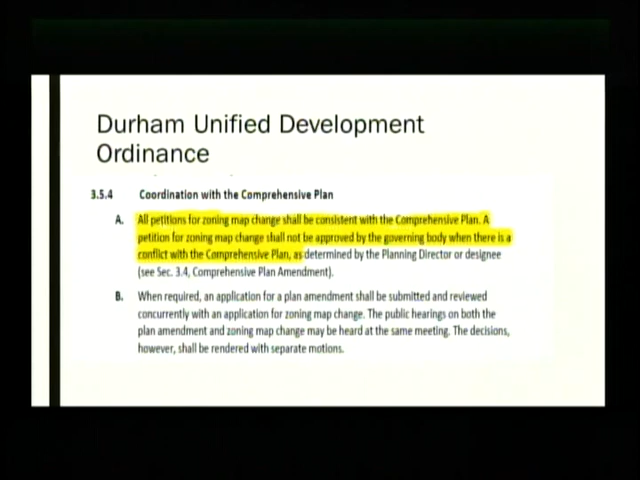 Durham Unified Development
Ordinance
3.5.4 Coordination with the Comprehensive Plan
A. All petitions for zoning map change shall be consistent with the Comprehensive Plan. A
petition for zoning map change shall not be approved by the governing body when there is a
conflict with the Comprehensive Plan, as determined by the Planning Director or designee
(see Sec. 3.4, Comprehensive Plan Amendment).
B. When required, an application for a plan amendment shall be submitted and reviewed
concurrently with an application for zoning map change. The public hearings on both the
plan amendment and zoning map change may be heard at the same meeting. The decisions,
however, shall be rendered with separate motions.